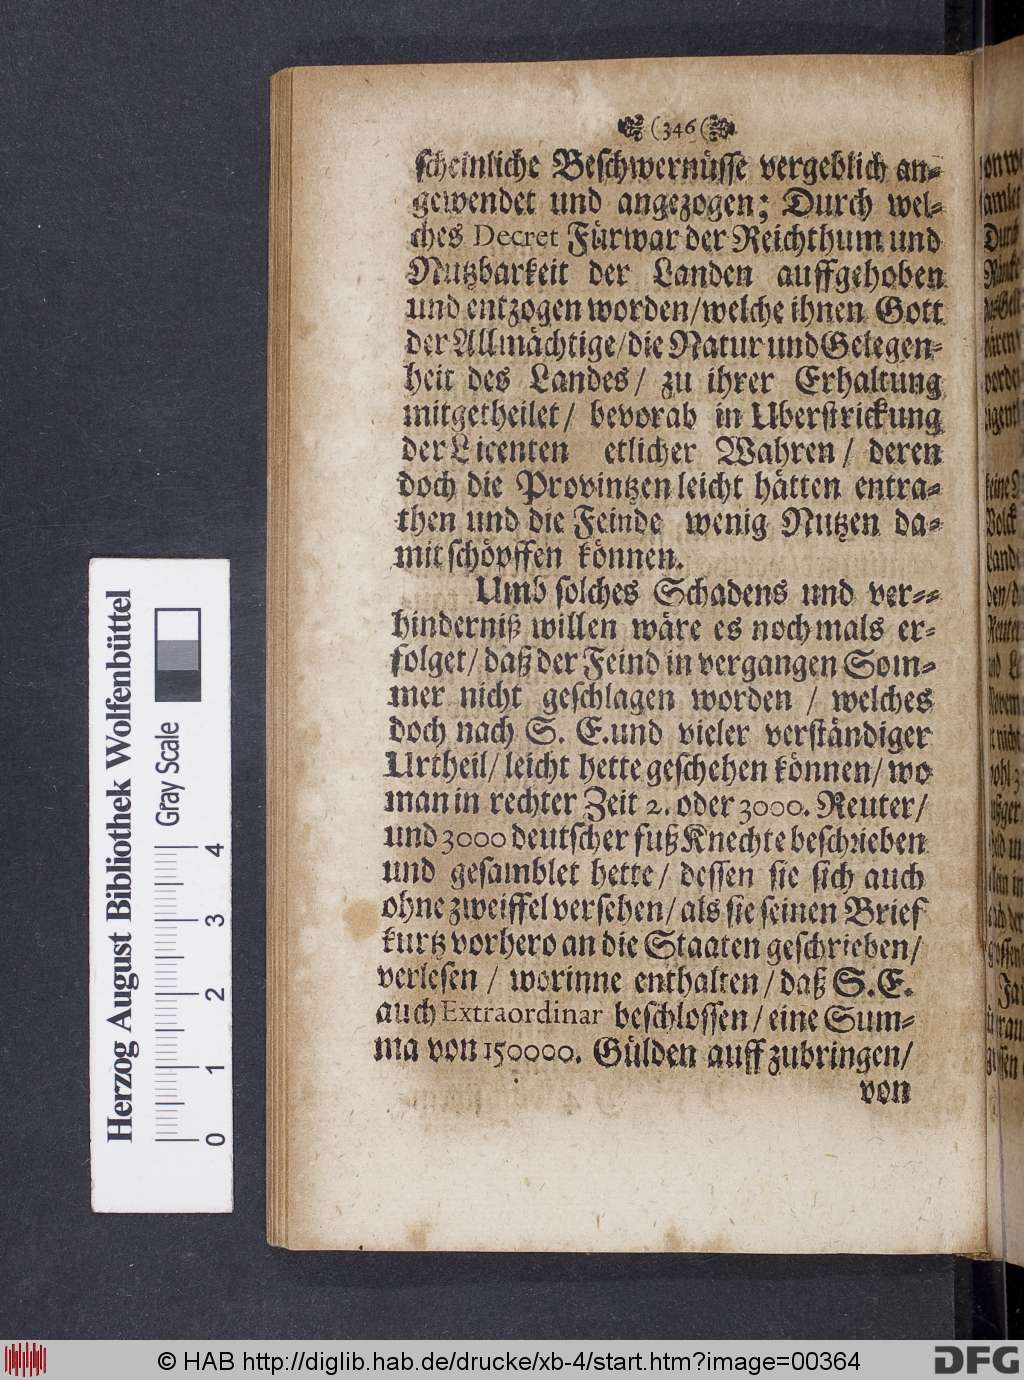 (346)
scheinliche Beschwernüsse vergeblich an-
gewendet und angezogen; Durch wel-
ches Decret Fürwar der Reichthum und
Nutzbarkeit der Landen auffgehoben
und entzogen worden/welche ihnen Gott
der Allmächtige/die Natur und Gelegen-
heit des Landes/ zu ihrer Erhaltung
mitgetheilet/ bevorab in Uberstrickung
der Licenten etlicher Wahren/ deren
doch die Provintzen leicht hätten entra-
then und die Feinde wenig Nutzen da-
mit schöpffen können.
Umb solches Schadens und ver-
hinderniß willen wäre es nochmals er-
folget/ daß der Feind in vergangen Som-
mer nicht geschlagen worden / welches
doch nach S. E. und vieler verständiger
Urtheil/ leicht hette geschehen können/ wo
man in rechter Zeit 2. oder 3000. Reuter/
und 3000 deutscher fuß Knechte beschrieben
und gesamblet hette/ dessen sie sich auch
ohne zweiffel versehen/ als sie seinen Brief
kurtz vorhero an die Staaten geschrieben/
verlesen / worinne enthalten/ daß S. E.
auch Extraordinar beschlossen/ eine Sum-
ma von 150000. Gülden auff zubringen/
von
Herzog August Bibliothek Wolfenbüttel
Gray Scale
0 1 2 3 4
© HAB http://diglib.hab.de/drucke/xb-4/start.htm?image=00364
DFG